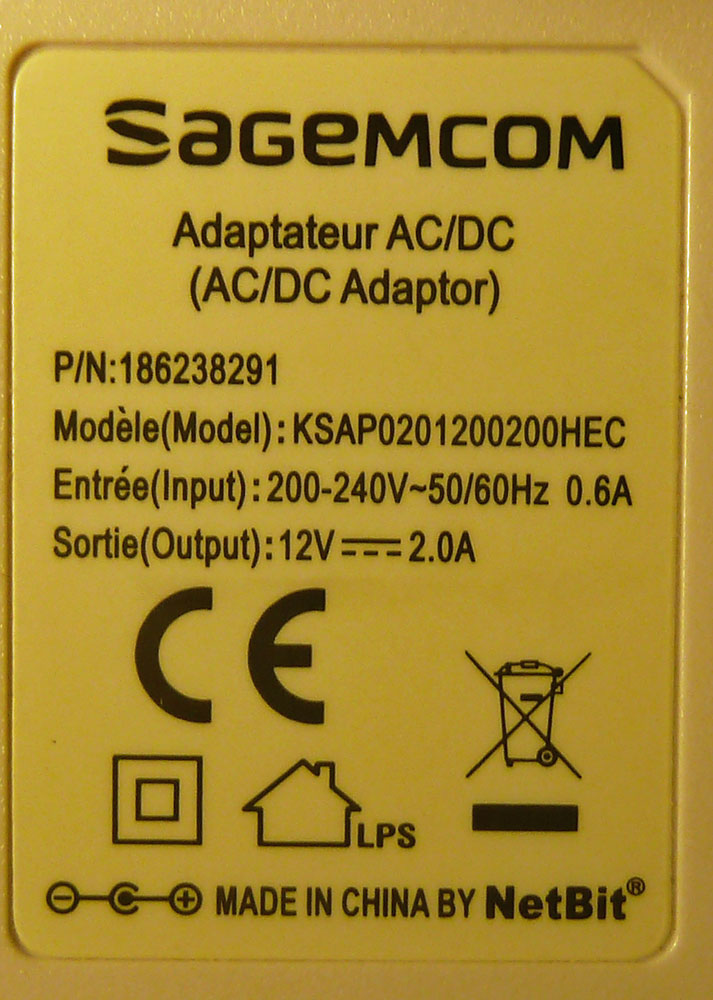 SAGEMCOM
Adaptateur AC/DC
(AC/DC Adaptor)
P/N:186238291
Modèle(Model): KSAP0201200200HEC
Entrée(Input): 200-240V~50/60Hz 0.6A
Sortie(Output): 12V⎓2.0A
CE
LPS
MADE IN CHINA BY NetBit®